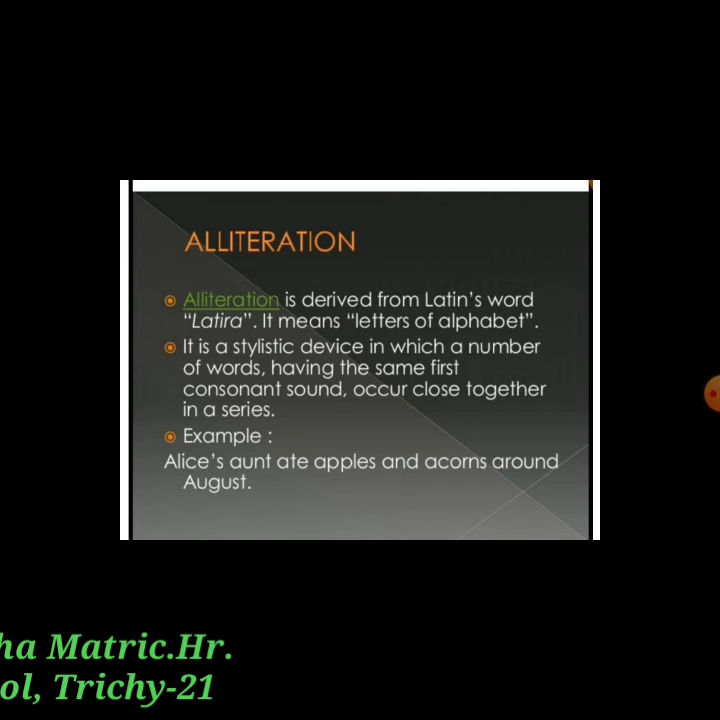 ALLITERATION
Alliteration is derived from Latin's word
"Latira". It means "letters of alphabet".
It is a stylistic device in which a number
of words, having the same first
consonant sound, occur close together
in a series.
Example :
Alice's aunt ate apples and acorns around
August.
ha Matric.Hr.
ol, Trichy-21